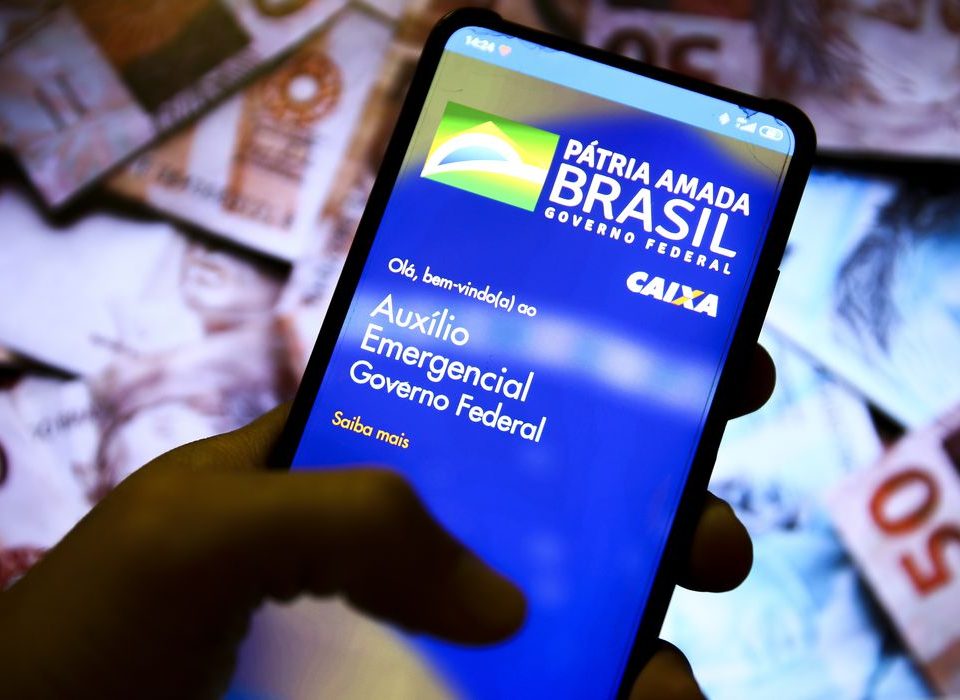 14:24
PÁTRIA AMADA
BRASIL
GOVERNO FEDERAL
CAIXA
Olá, bem-vindo(a) ao
Auxílio
Emergencial
Governo Federal
Saiba mais
50
50